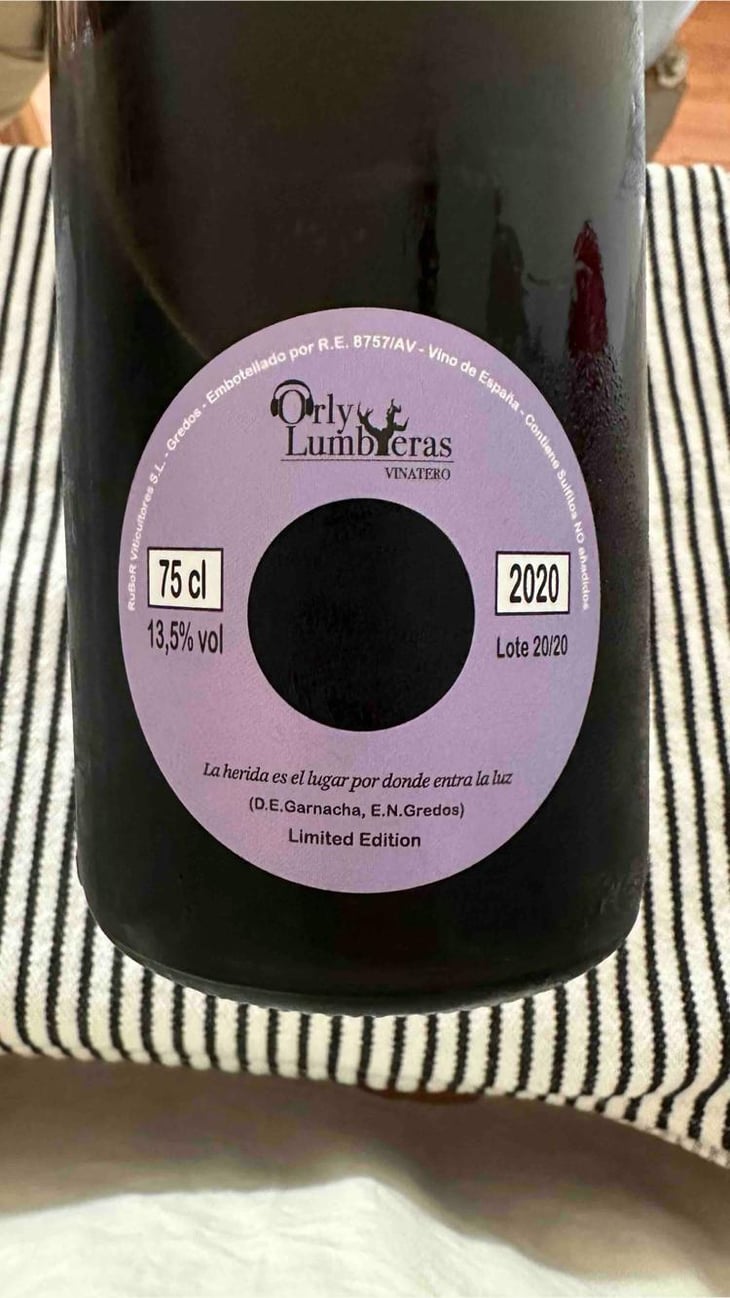 RuBoR Viticultores S.L. - Gredos - Embotellado por R.E. 8757/AV - Vino de España - Contiene Sulfitos NO añadidos
Orly
Lumbreras
VINATERO
75 cl
13,5% vol
2020
Lote 20/20
La herida es el lugar por donde entra la luz
(D.E.Garnacha, E.N.Gredos)
Limited Edition